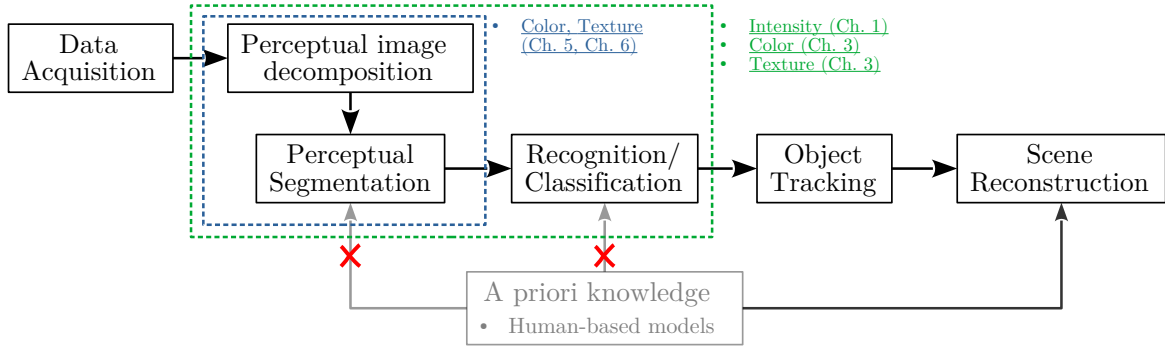 Data
Acquisition
Perceptual image
decomposition
• Color, Texture
(Ch. 5, Ch. 6)
• Intensity (Ch. 1)
• Color (Ch. 3)
• Texture (Ch. 3)
Perceptual
Segmentation
Recognition/
Classification
Object
Tracking
Scene
Reconstruction
A priori knowledge
• Human-based models